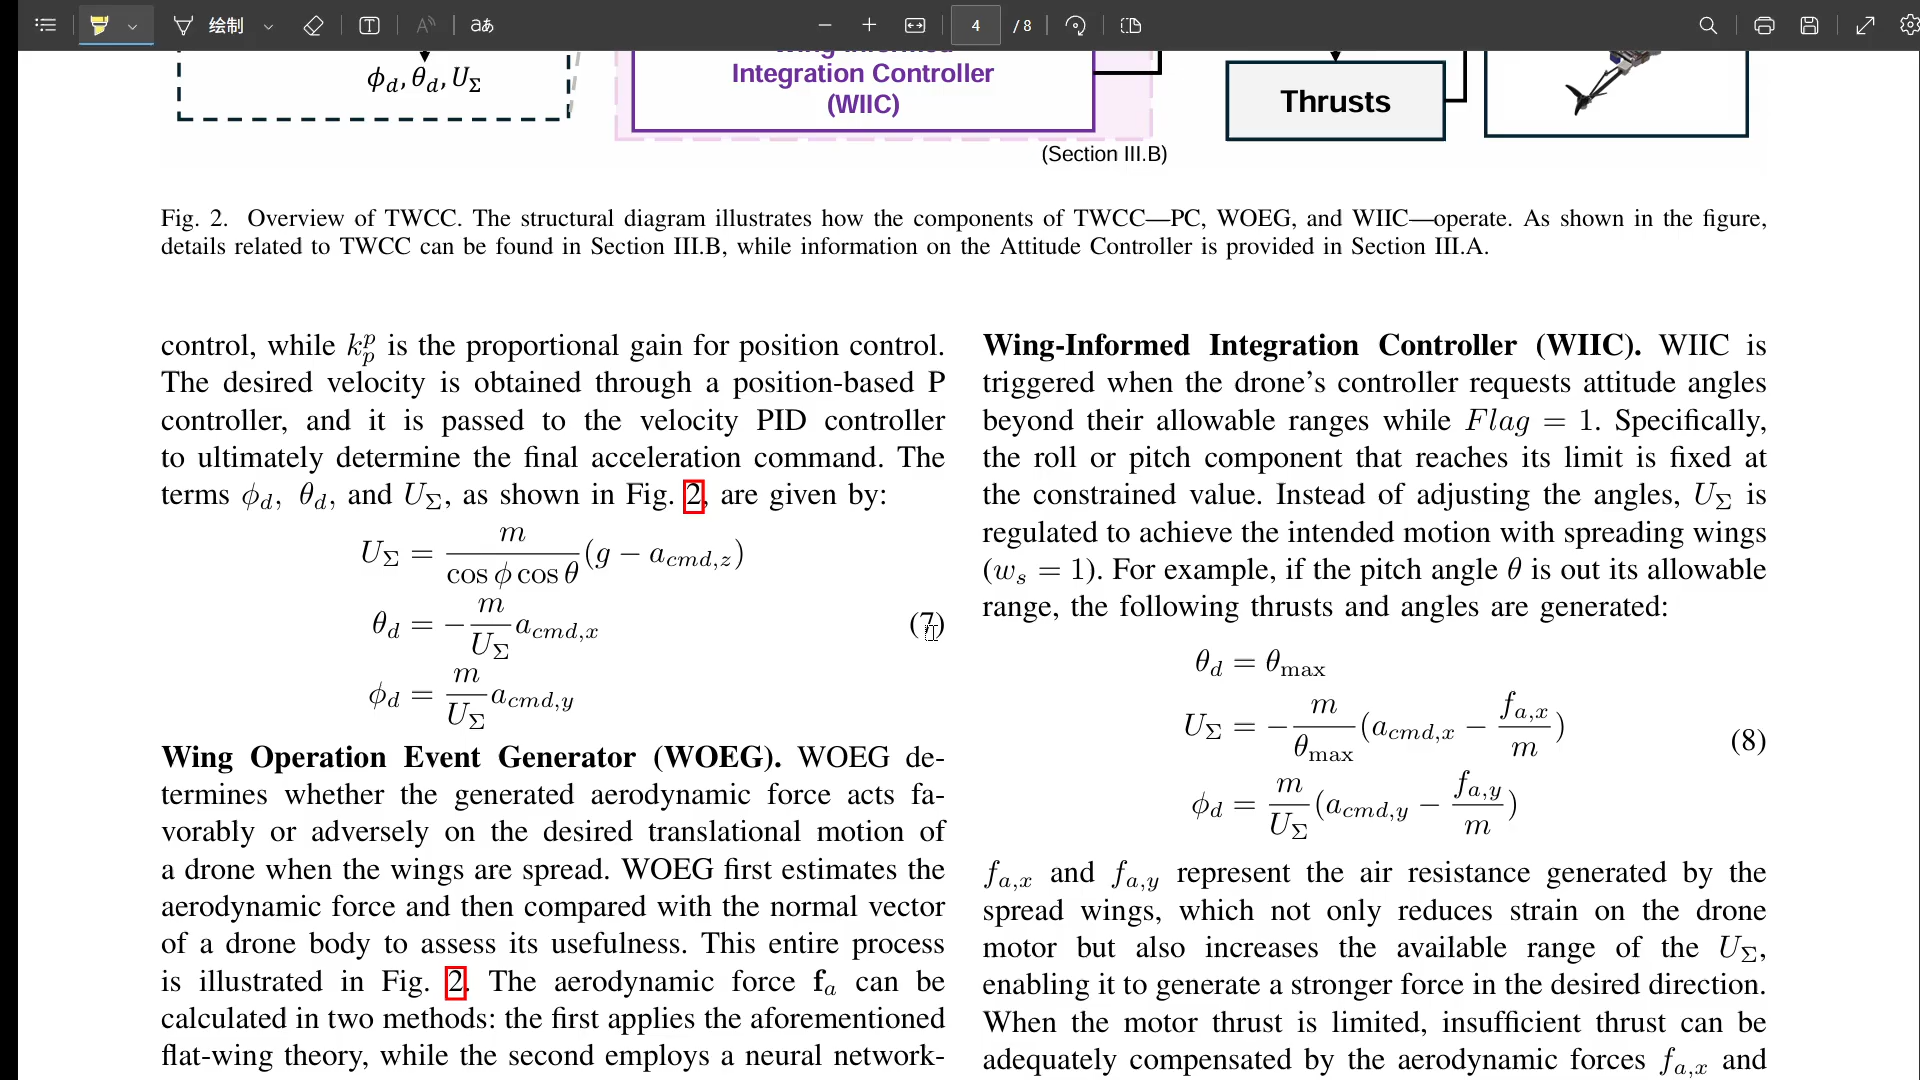 绘制
aあ
4
/ 8
ϕd, θd, UΣ
Integration Controller
(WIIC)
Thrusts
(Section III.B)
Fig. 2. Overview of TWCC. The structural diagram illustrates how the components of TWCC—PC, WOEG, and WIIC—operate. As shown in the figure,
details related to TWCC can be found in Section III.B, while information on the Attitude Controller is provided in Section III.A.
control, while k_p^p is the proportional gain for position control.
The desired velocity is obtained through a position-based P
controller, and it is passed to the velocity PID controller
to ultimately determine the final acceleration command. The
terms ϕd, θd, and UΣ, as shown in Fig. 2, are given by:
UΣ = m / (cos ϕ cos θ) (g − a_{cmd,z})
θd = − m / UΣ a_{cmd,x}
(7)
ϕd = m / UΣ a_{cmd,y}
Wing Operation Event Generator (WOEG). WOEG de-
termines whether the generated aerodynamic force acts fa-
vorably or adversely on the desired translational motion of
a drone when the wings are spread. WOEG first estimates the
aerodynamic force and then compared with the normal vector
of a drone body to assess its usefulness. This entire process
is illustrated in Fig. 2. The aerodynamic force f_a can be
calculated in two methods: the first applies the aforementioned
flat-wing theory, while the second employs a neural network-
Wing-Informed Integration Controller (WIIC). WIIC is
triggered when the drone's controller requests attitude angles
beyond their allowable ranges while Flag = 1. Specifically,
the roll or pitch component that reaches its limit is fixed at
the constrained value. Instead of adjusting the angles, UΣ is
regulated to achieve the intended motion with spreading wings
(w_s = 1). For example, if the pitch angle θ is out its allowable
range, the following thrusts and angles are generated:
θd = θmax
UΣ = − m / θmax (a_{cmd,x} − f_{a,x} / m)
(8)
ϕd = m / UΣ (a_{cmd,y} − f_{a,y} / m)
f_{a,x} and f_{a,y} represent the air resistance generated by the
spread wings, which not only reduces strain on the drone
motor but also increases the available range of the UΣ,
enabling it to generate a stronger force in the desired direction.
When the motor thrust is limited, insufficient thrust can be
adequately compensated by the aerodynamic forces f_{a,x} and